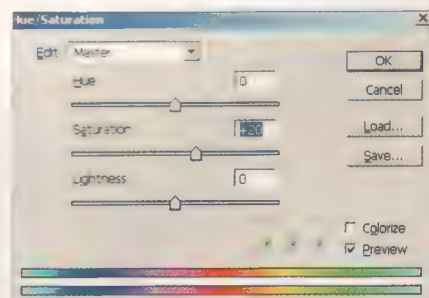 Hue/Saturation
Edit Master
OK
Hue 0
Cancel
Saturation +20
Load...
Save...
Lightness 0
Colorize
Preview